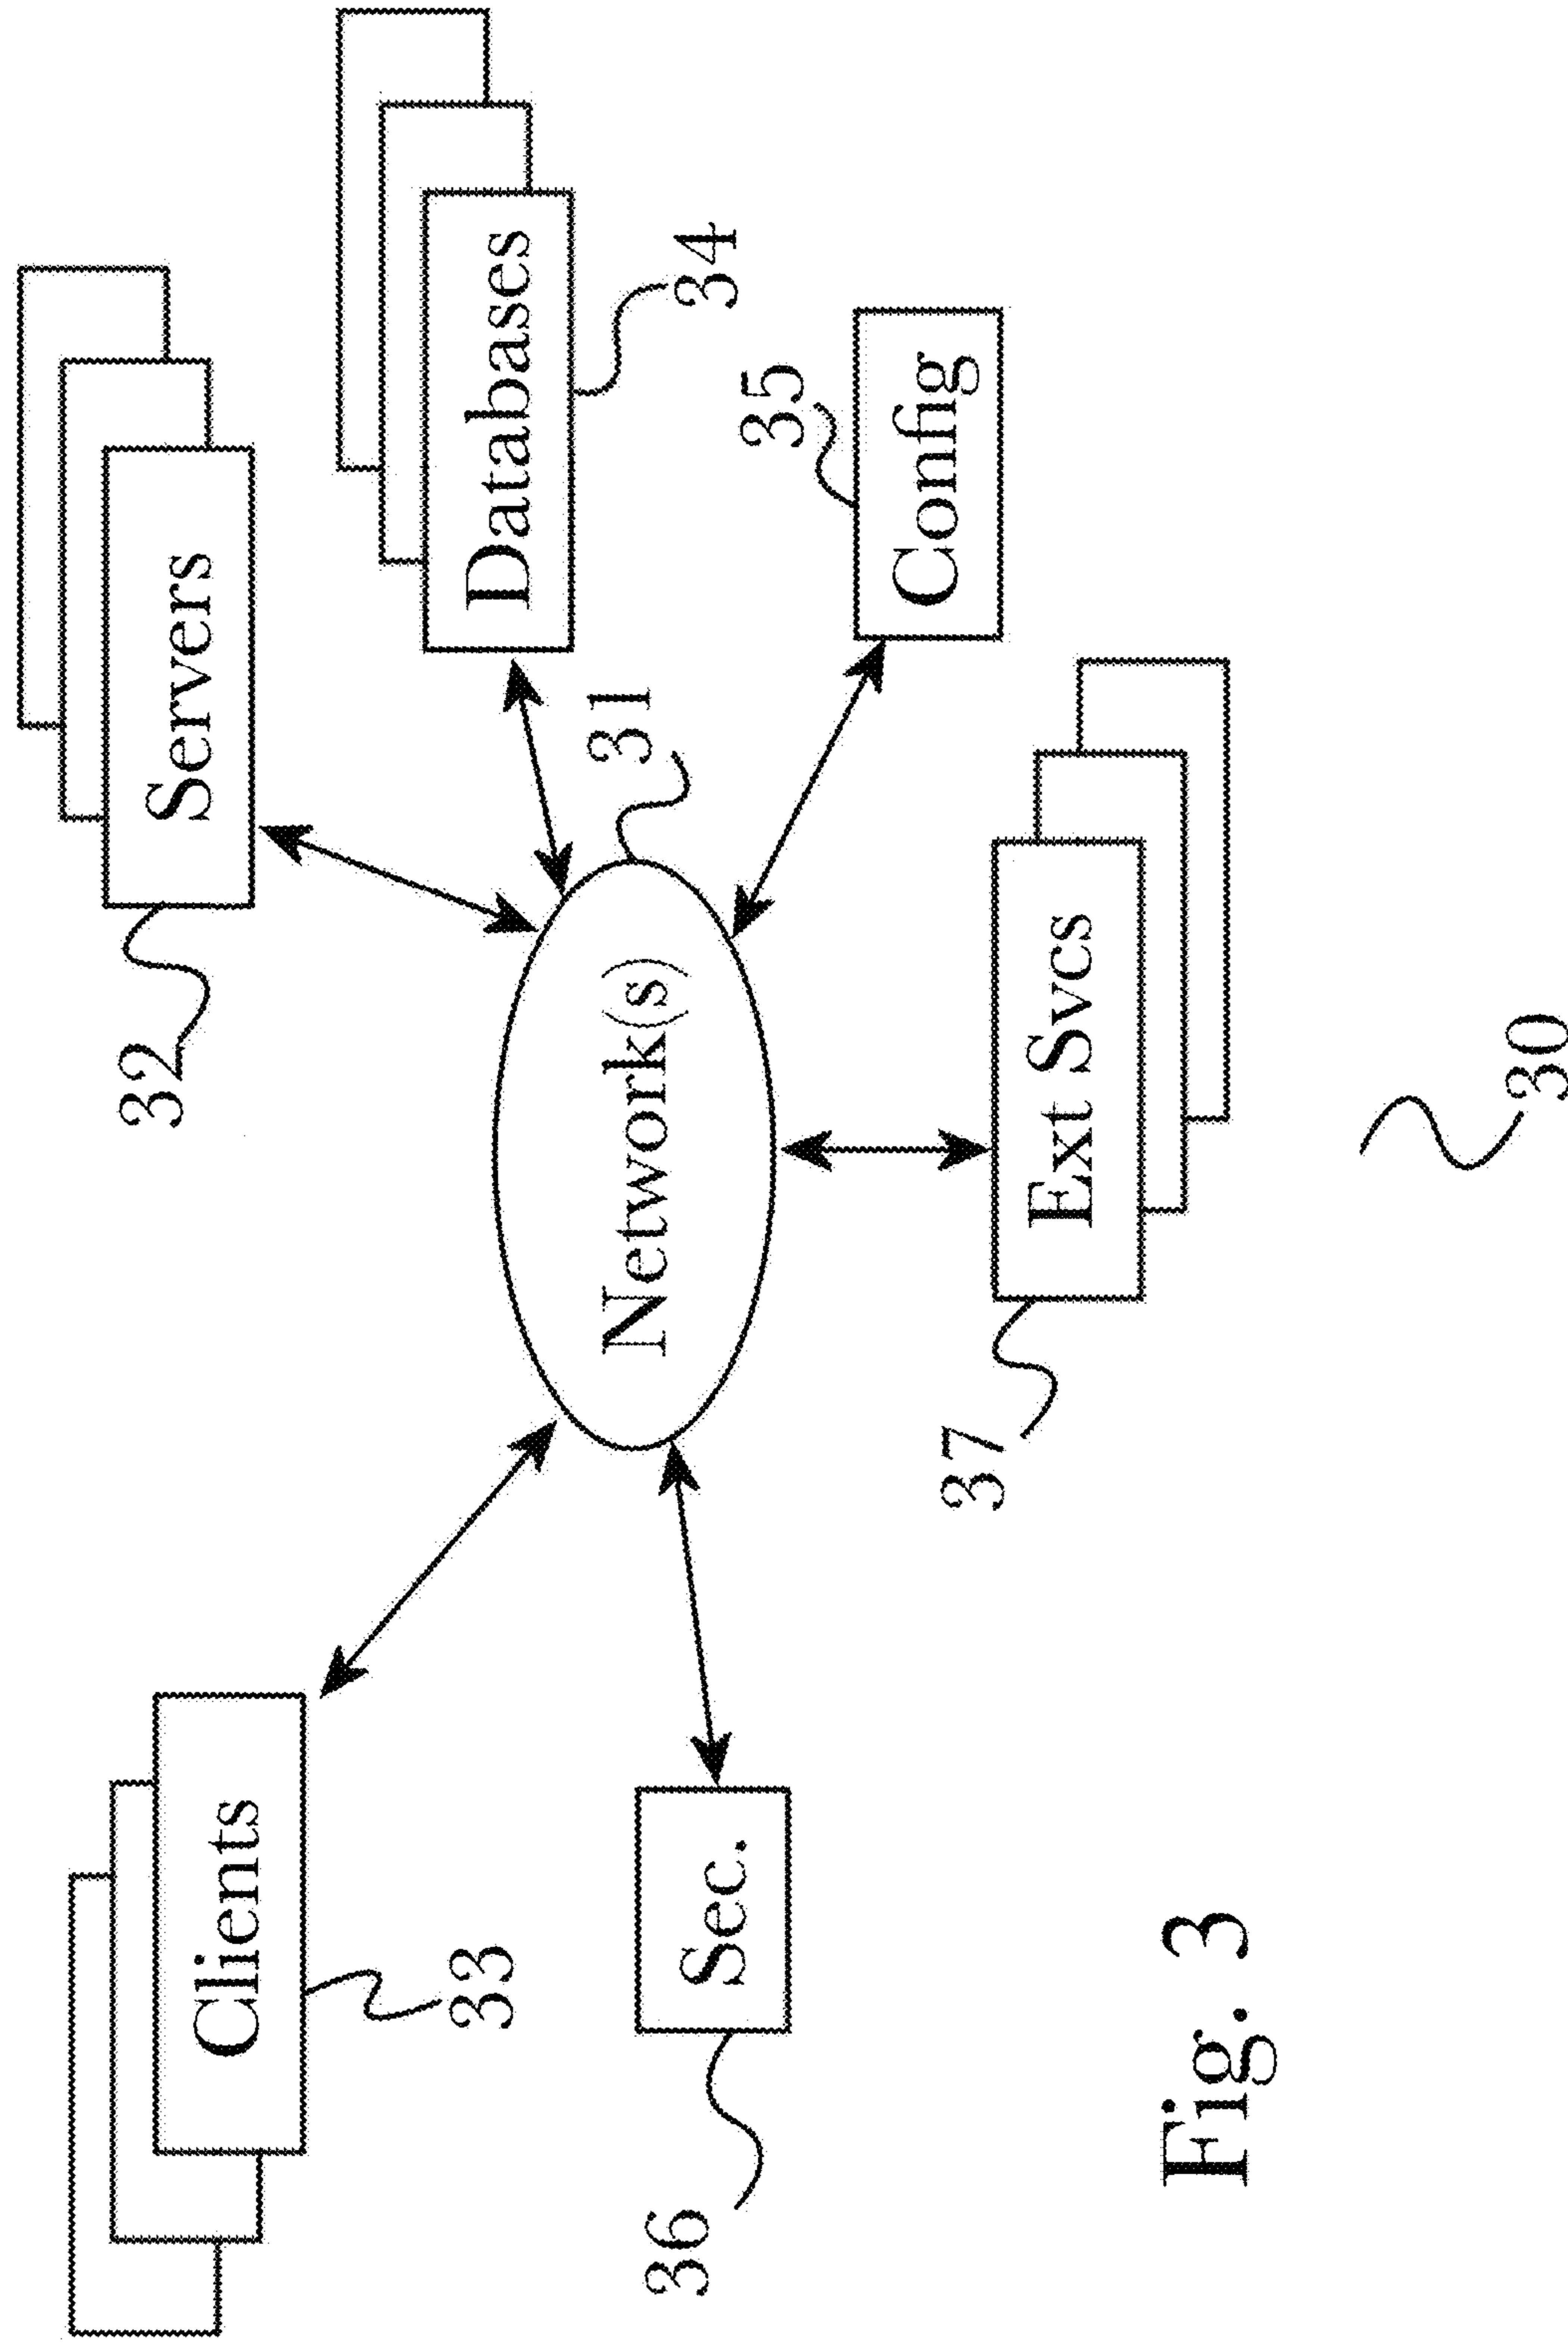 Servers
32
Clients
33
Databases
34
31
Network(s)
35
Config
Sec.
36
Ext Svcs
37
Fig. 3
30